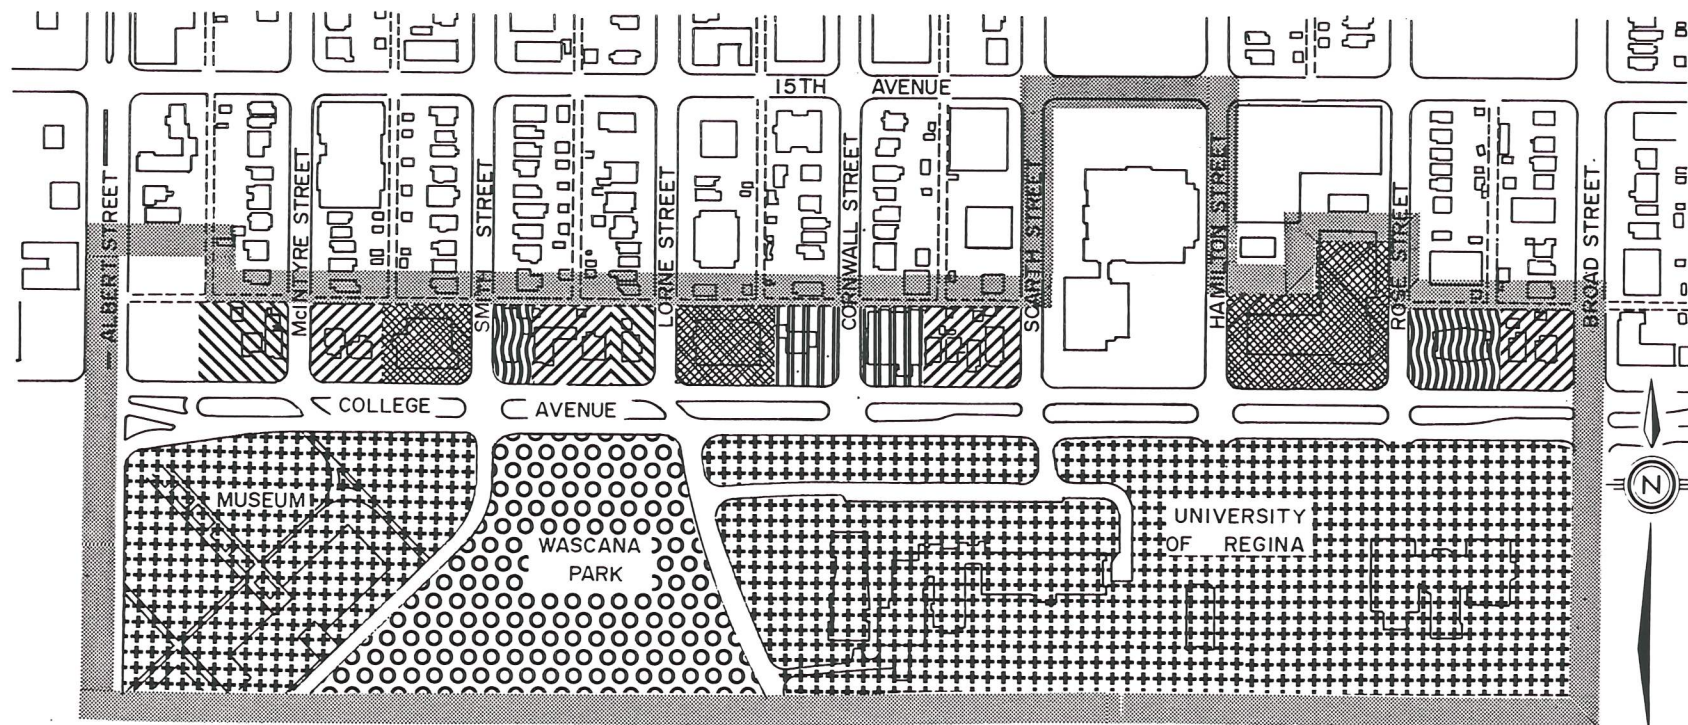 15TH AVENUE
ALBERT STREET
McINTYRE STREET
SMITH STREET
LORNE STREET
CORNWALL STREET
SCARTH STREET
HAMILTON STREET
ROSE STREET
BROAD STREET
COLLEGE AVENUE
MUSEUM
WASCANA
PARK
UNIVERSITY
OF REGINA
N